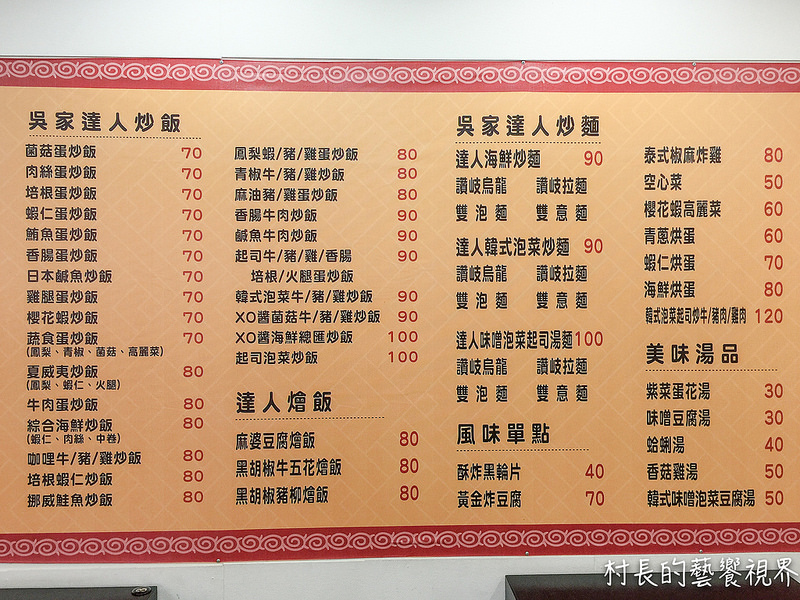 吳家達人炒飯
菌菇蛋炒飯 70
肉絲蛋炒飯 70
培根蛋炒飯 70
蝦仁蛋炒飯 70
鮪魚蛋炒飯 70
香腸蛋炒飯 70
日本鹹魚炒飯 70
雞腿蛋炒飯 70
櫻花蝦炒飯 70
蔬食蛋炒飯 70
(鳳梨、青椒、菌菇、高麗菜)
夏威夷炒飯 80
(鳳梨、蝦仁、火腿)
牛肉蛋炒飯 80
綜合海鮮炒飯 80
(蝦仁、肉絲、中卷)
咖哩牛/豬/雞炒飯 80
培根蝦仁炒飯 80
挪威鮭魚炒飯 80
鳳梨蝦/豬/雞蛋炒飯 80
青椒牛/豬/雞炒飯 80
麻油豬/雞蛋炒飯 80
香腸牛肉炒飯 90
鹹魚牛肉炒飯 90
起司牛/豬/雞/香腸 90
培根/火腿蛋炒飯
韓式泡菜牛/豬/雞炒飯 90
XO醬菌菇牛/豬/雞炒飯 90
XO醬海鮮總匯炒飯 100
起司泡菜炒飯 100
達人燴飯
麻婆豆腐燴飯 80
黑胡椒牛五花燴飯 80
黑胡椒豬柳燴飯 80
吳家達人炒麵
達人海鮮炒麵 90
讚岐烏龍 讚岐拉麵
雙泡麵 雙意麵
達人韓式泡菜炒麵 90
讚岐烏龍 讚岐拉麵
雙泡麵 雙意麵
達人味噌泡菜起司湯麵100
讚岐烏龍 讚岐拉麵
雙泡麵 雙意麵
風味單點
酥炸黑輪片 40
黃金炸豆腐 70
泰式椒麻炸雞 80
空心菜 50
櫻花蝦高麗菜 60
青蔥烘蛋 60
蝦仁烘蛋 70
海鮮烘蛋 80
韓式泡菜起司炒牛/豬肉/雞肉 120
美味湯品
紫菜蛋花湯 30
味噌豆腐湯 30
蛤蜊湯 40
香菇雞湯 50
韓式味噌泡菜豆腐湯 50
村長的藝饗視界